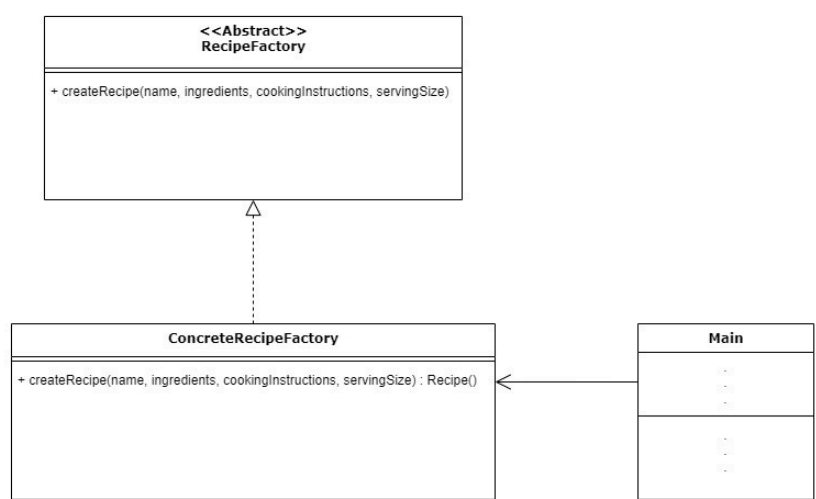 <<Abstract>>
RecipeFactory
+ createRecipe(name, ingredients, cookingInstructions, servingSize)
ConcreteRecipeFactory
+ createRecipe(name, ingredients, cookingInstructions, servingSize) : Recipe()
Main
.
.
.
.
.
.